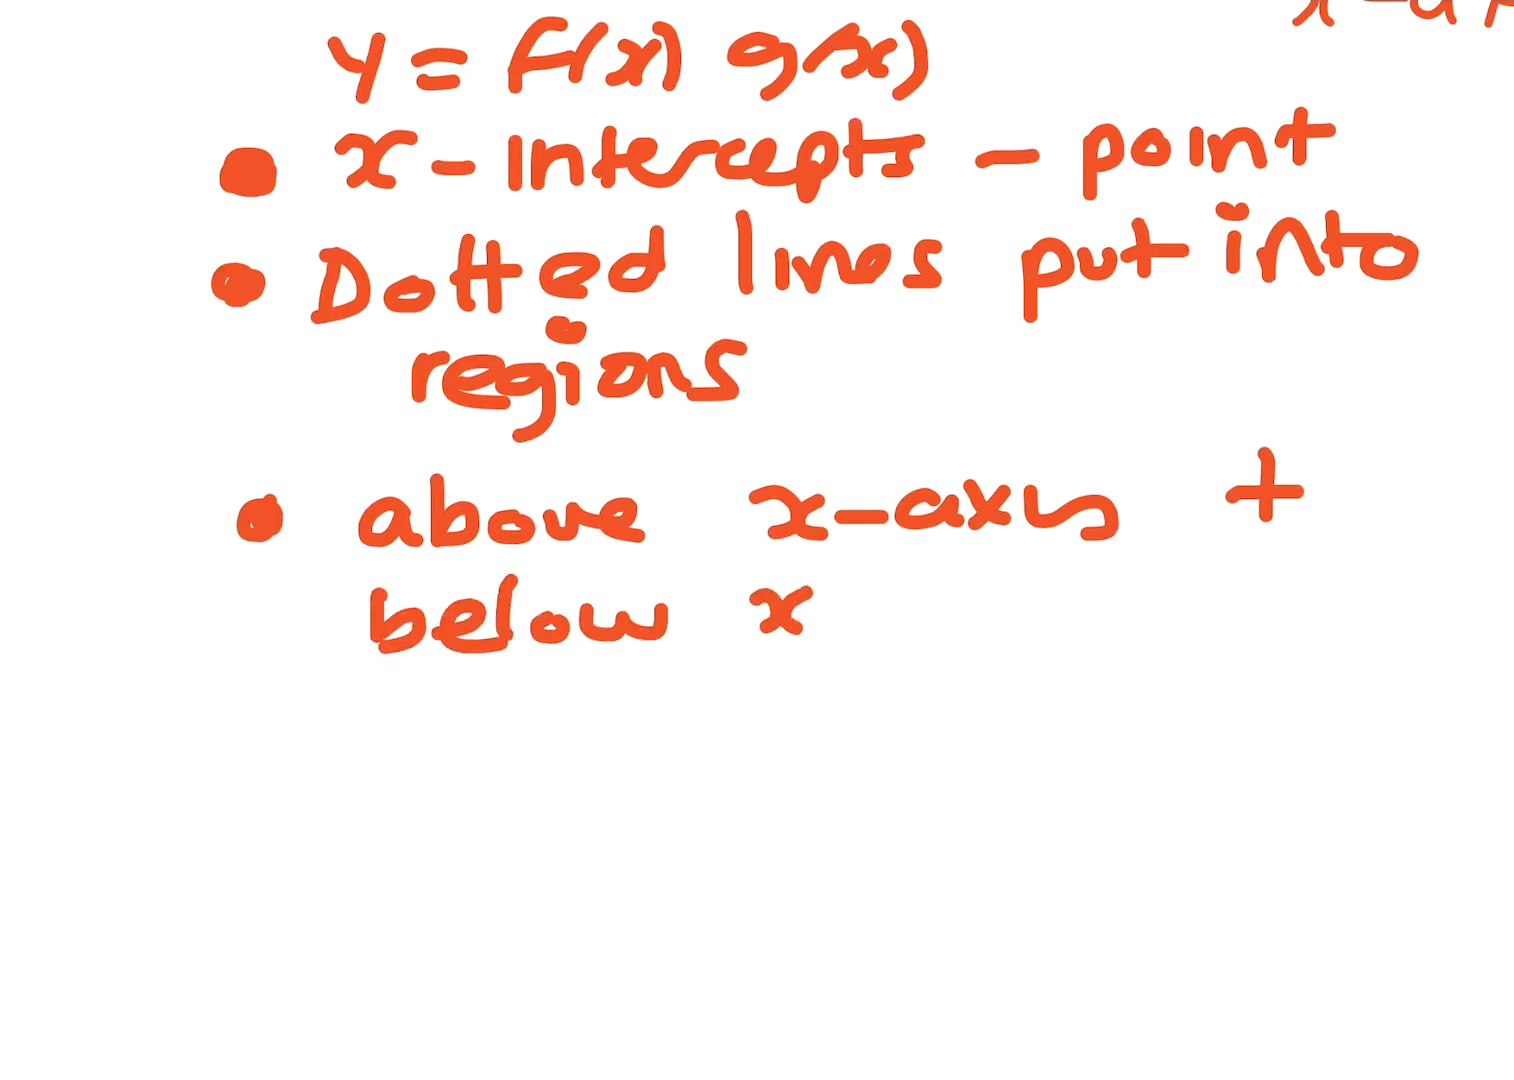 y = f(x) g(x)
• x - intercepts - point
• Dotted lines put into
regions
• above x-axis +
below x